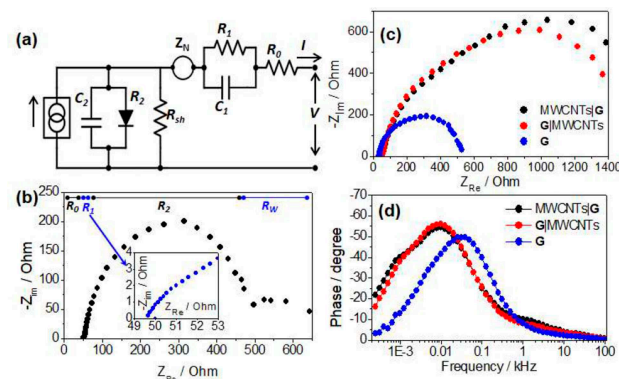 (a)
Z_N
R_1
R_0
I
C_1
C_2
R_2
R_sh
V
(b)
R_0
R_1
R_2
R_W
-Z_im / Ohm
250
200
150
100
50
0
-Z_im / Ohm
4
3
2
1
0
Z_Re / Ohm
49 50 51 52 53
0 100 200 300 400 500 600
Z_Re / Ohm
(c)
-Z_Im / Ohm
600
400
200
0
MWCNTs|G
G|MWCNTs
G
0 200 400 600 800 1000 1200 1400
Z_Re / Ohm
(d)
Phase / degree
-70
-60
-50
-40
-30
-20
-10
0
MWCNTs|G
G|MWCNTs
G
1E-3 0.01 0.1 1 10 100
Frequency / kHz